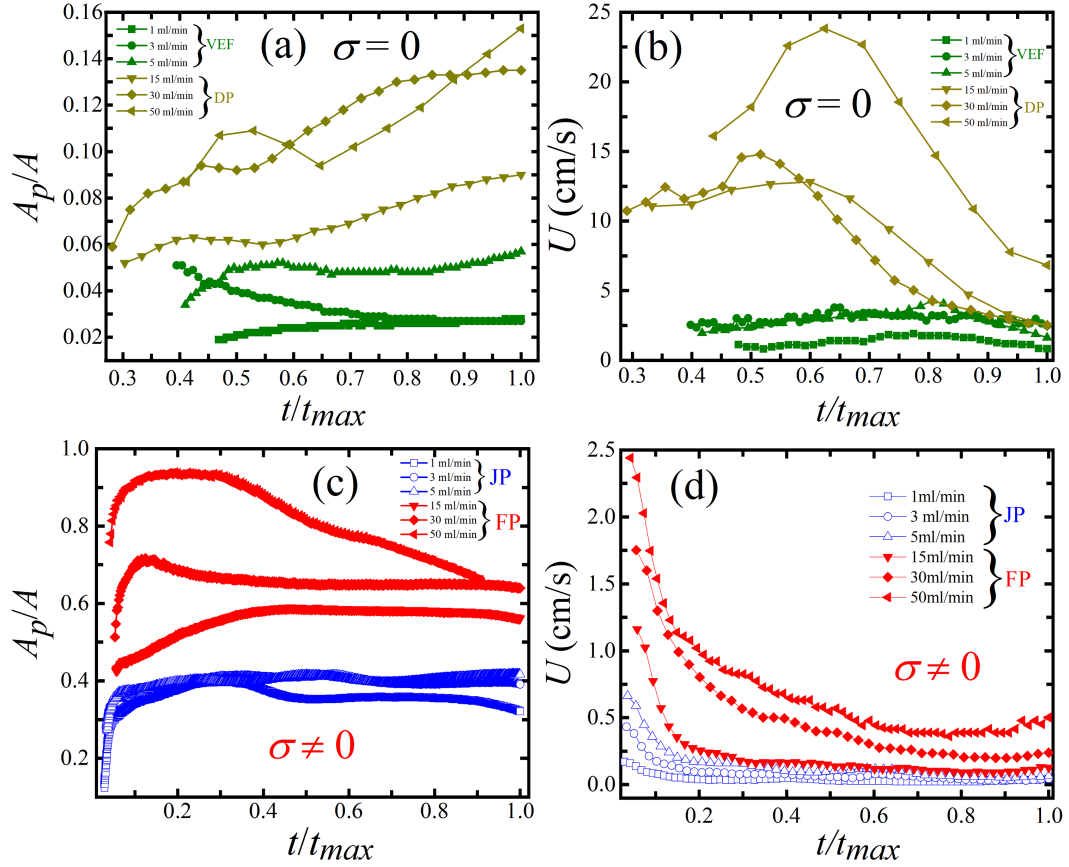 (a)
σ = 0
1 ml/min
3 ml/min
5 ml/min
VEF
15 ml/min
30 ml/min
50 ml/min
DP
0.16
0.14
0.12
0.10
0.08
0.06
0.04
0.02
A_p/A
0.3 0.4 0.5 0.6 0.7 0.8 0.9 1.0
t/t_max
(b)
σ = 0
1 ml/min
3 ml/min
5 ml/min
VEF
15 ml/min
30 ml/min
50 ml/min
DP
25
20
15
10
5
0
U (cm/s)
0.3 0.4 0.5 0.6 0.7 0.8 0.9 1.0
t/t_max
(c)
σ ≠ 0
1 ml/min
3 ml/min
5 ml/min
JP
15 ml/min
30 ml/min
50 ml/min
FP
1.0
0.8
0.6
0.4
0.2
A_p/A
0.2 0.4 0.6 0.8 1.0
t/t_max
(d)
σ ≠ 0
1ml/min
3 ml/min
5ml/min
JP
15ml/min
30ml/min
50ml/min
FP
2.5
2.0
1.5
1.0
0.5
0.0
U (cm/s)
0.2 0.4 0.6 0.8 1.0
t/t_max